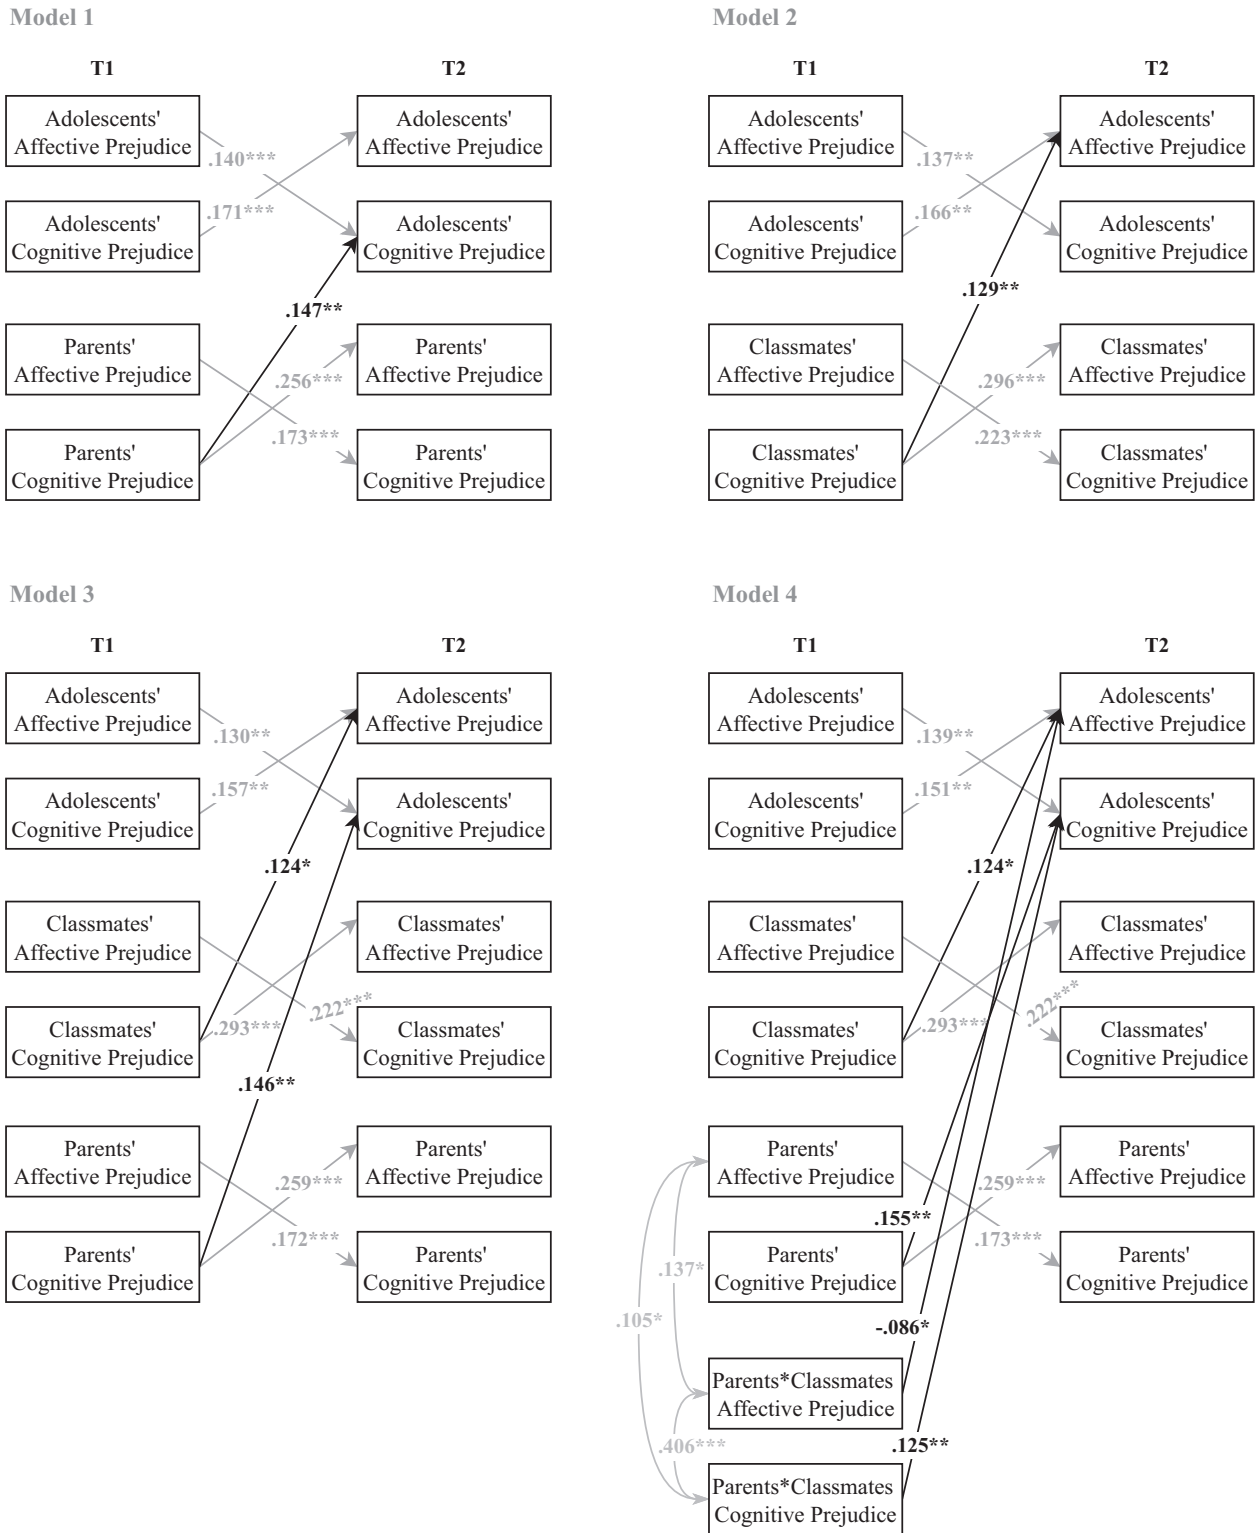 Model 1
T1
T2
Adolescents'
Affective Prejudice
Adolescents'
Affective Prejudice
.140***
.171***
Adolescents'
Cognitive Prejudice
Adolescents'
Cognitive Prejudice
.147**
Parents'
Affective Prejudice
Parents'
Affective Prejudice
.256***
.173***
Parents'
Cognitive Prejudice
Parents'
Cognitive Prejudice
Model 2
T1
T2
Adolescents'
Affective Prejudice
Adolescents'
Affective Prejudice
.137**
.166**
Adolescents'
Cognitive Prejudice
Adolescents'
Cognitive Prejudice
.129**
Classmates'
Affective Prejudice
Classmates'
Affective Prejudice
.296***
.223***
Classmates'
Cognitive Prejudice
Classmates'
Cognitive Prejudice
Model 3
T1
T2
Adolescents'
Affective Prejudice
Adolescents'
Affective Prejudice
.130**
.157**
Adolescents'
Cognitive Prejudice
Adolescents'
Cognitive Prejudice
.124*
Classmates'
Affective Prejudice
Classmates'
Affective Prejudice
.222***
.293***
Classmates'
Cognitive Prejudice
Classmates'
Cognitive Prejudice
.146**
Parents'
Affective Prejudice
Parents'
Affective Prejudice
.259***
.172***
Parents'
Cognitive Prejudice
Parents'
Cognitive Prejudice
Model 4
T1
T2
Adolescents'
Affective Prejudice
Adolescents'
Affective Prejudice
.139**
.151**
Adolescents'
Cognitive Prejudice
Adolescents'
Cognitive Prejudice
.124*
Classmates'
Affective Prejudice
Classmates'
Affective Prejudice
.222***
.293***
Classmates'
Cognitive Prejudice
Classmates'
Cognitive Prejudice
Parents'
Affective Prejudice
Parents'
Affective Prejudice
.259***
.155**
.173***
Parents'
Cognitive Prejudice
Parents'
Cognitive Prejudice
.137*
.105*
-.086*
Parents*Classmates
Affective Prejudice
.406***
.125**
Parents*Classmates
Cognitive Prejudice